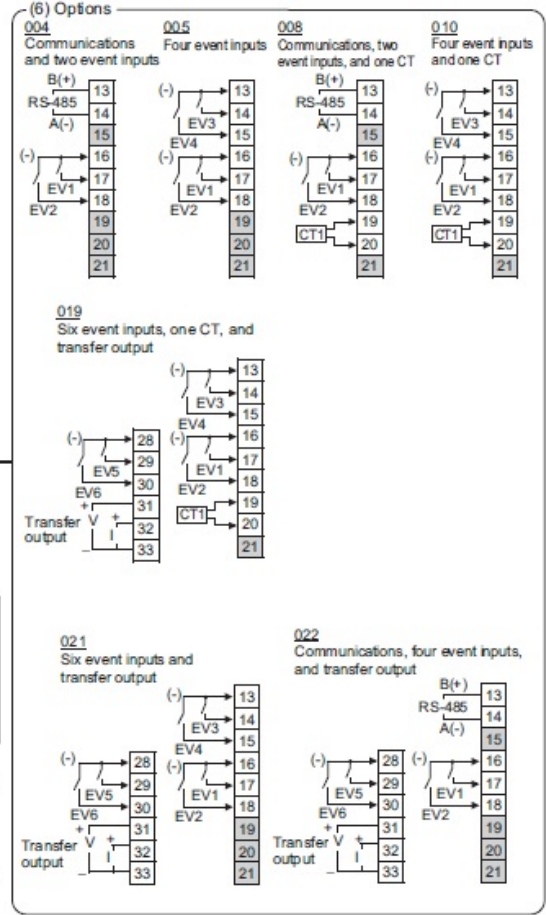 (6) Options
004
Communications
and two event inputs
B(+)
RS-485
A(-)
(-)
EV1
EV2
13
14
15
16
17
18
19
20
21
005
Four event inputs
(-)
EV3
EV4
(-)
EV1
EV2
13
14
15
16
17
18
19
20
21
008
Communications, two
event inputs, and one CT
B(+)
RS-485
A(-)
(-)
EV1
EV2
CT1
13
14
15
16
17
18
19
20
21
010
Four event inputs
and one CT
(-)
EV3
EV4
(-)
EV1
EV2
CT1
13
14
15
16
17
18
19
20
21
019
Six event inputs, one CT, and
transfer output
(-)
EV5
EV6
Transfer
output
+
V
+
I
–
28
29
30
31
32
33
(-)
EV3
EV4
(-)
EV1
EV2
CT1
13
14
15
16
17
18
19
20
21
021
Six event inputs and
transfer output
(-)
EV5
EV6
Transfer
output
+
V
+
I
–
28
29
30
31
32
33
(-)
EV3
EV4
(-)
EV1
EV2
13
14
15
16
17
18
19
20
21
022
Communications, four event inputs,
and transfer output
(-)
EV5
EV6
Transfer
output
+
V
+
I
–
28
29
30
31
32
33
B(+)
RS-485
A(-)
(-)
EV1
EV2
13
14
15
16
17
18
19
20
21